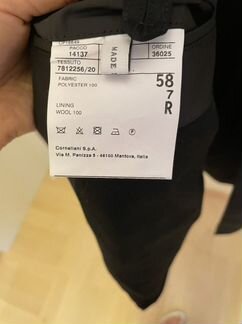 PACCO ORDINE
14137 36025
TESSUTO
7812256/20
FABRIC
POLYESTER 100
58
7
R
LINING
WOOL 100
Corneliani S.p.A.
Via M. Panizza 5 - 46100 Mantova, Italia
MADE